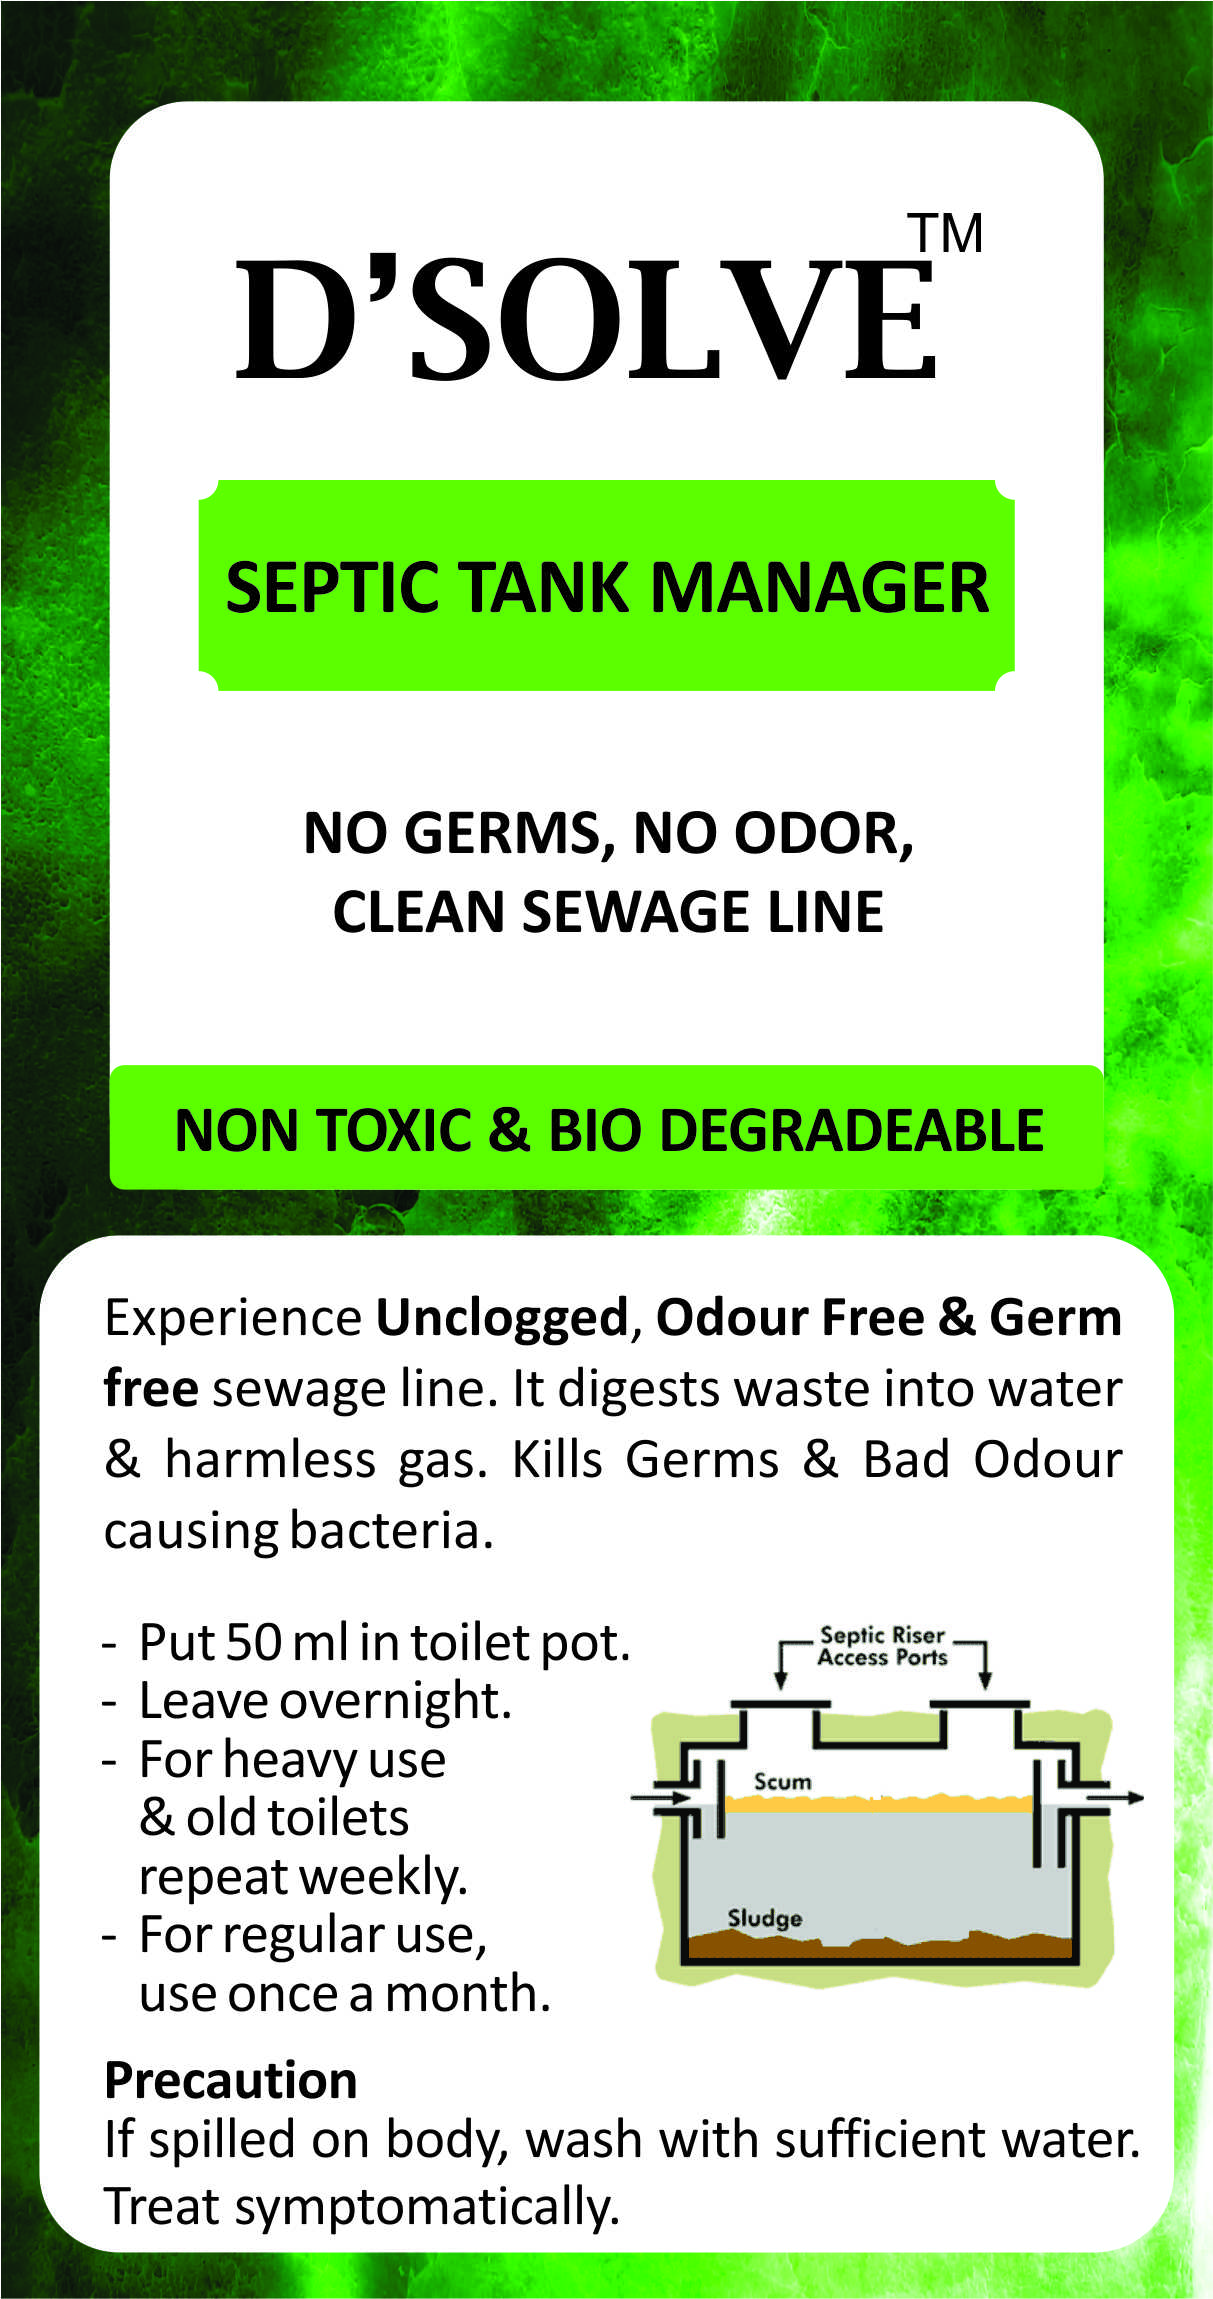 D’SOLVE™
SEPTIC TANK MANAGER
NO GERMS, NO ODOR,
CLEAN SEWAGE LINE
NON TOXIC & BIO DEGRADEABLE
Experience Unclogged, Odour Free & Germ
free sewage line. It digests waste into water
& harmless gas. Kills Germs & Bad Odour
causing bacteria.
- Put 50 ml in toilet pot.
- Leave overnight.
- For heavy use
& old toilets
repeat weekly.
- For regular use,
use once a month.
Septic Riser
Access Ports
Scum
Sludge
Precaution
If spilled on body, wash with sufficient water.
Treat symptomatically.